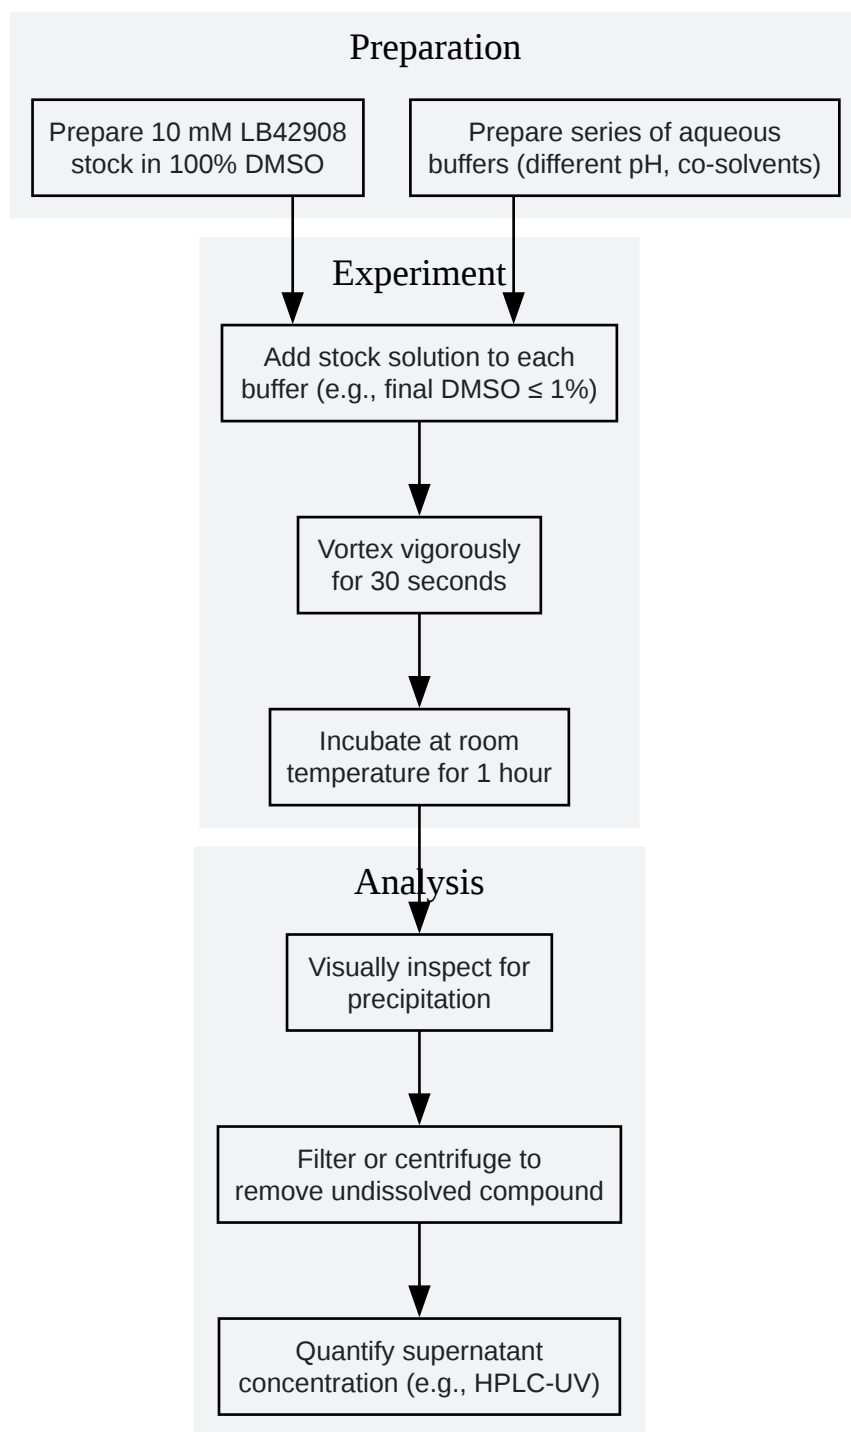 Preparation
Prepare 10 mM LB42908
stock in 100% DMSO
Prepare series of aqueous
buffers (different pH, co-solvents)
Experiment
Add stock solution to each
buffer (e.g., final DMSO ≤ 1%)
Vortex vigorously
for 30 seconds
Incubate at room
temperature for 1 hour
Analysis
Visually inspect for
precipitation
Filter or centrifuge to
remove undissolved compound
Quantify supernatant
concentration (e.g., HPLC-UV)